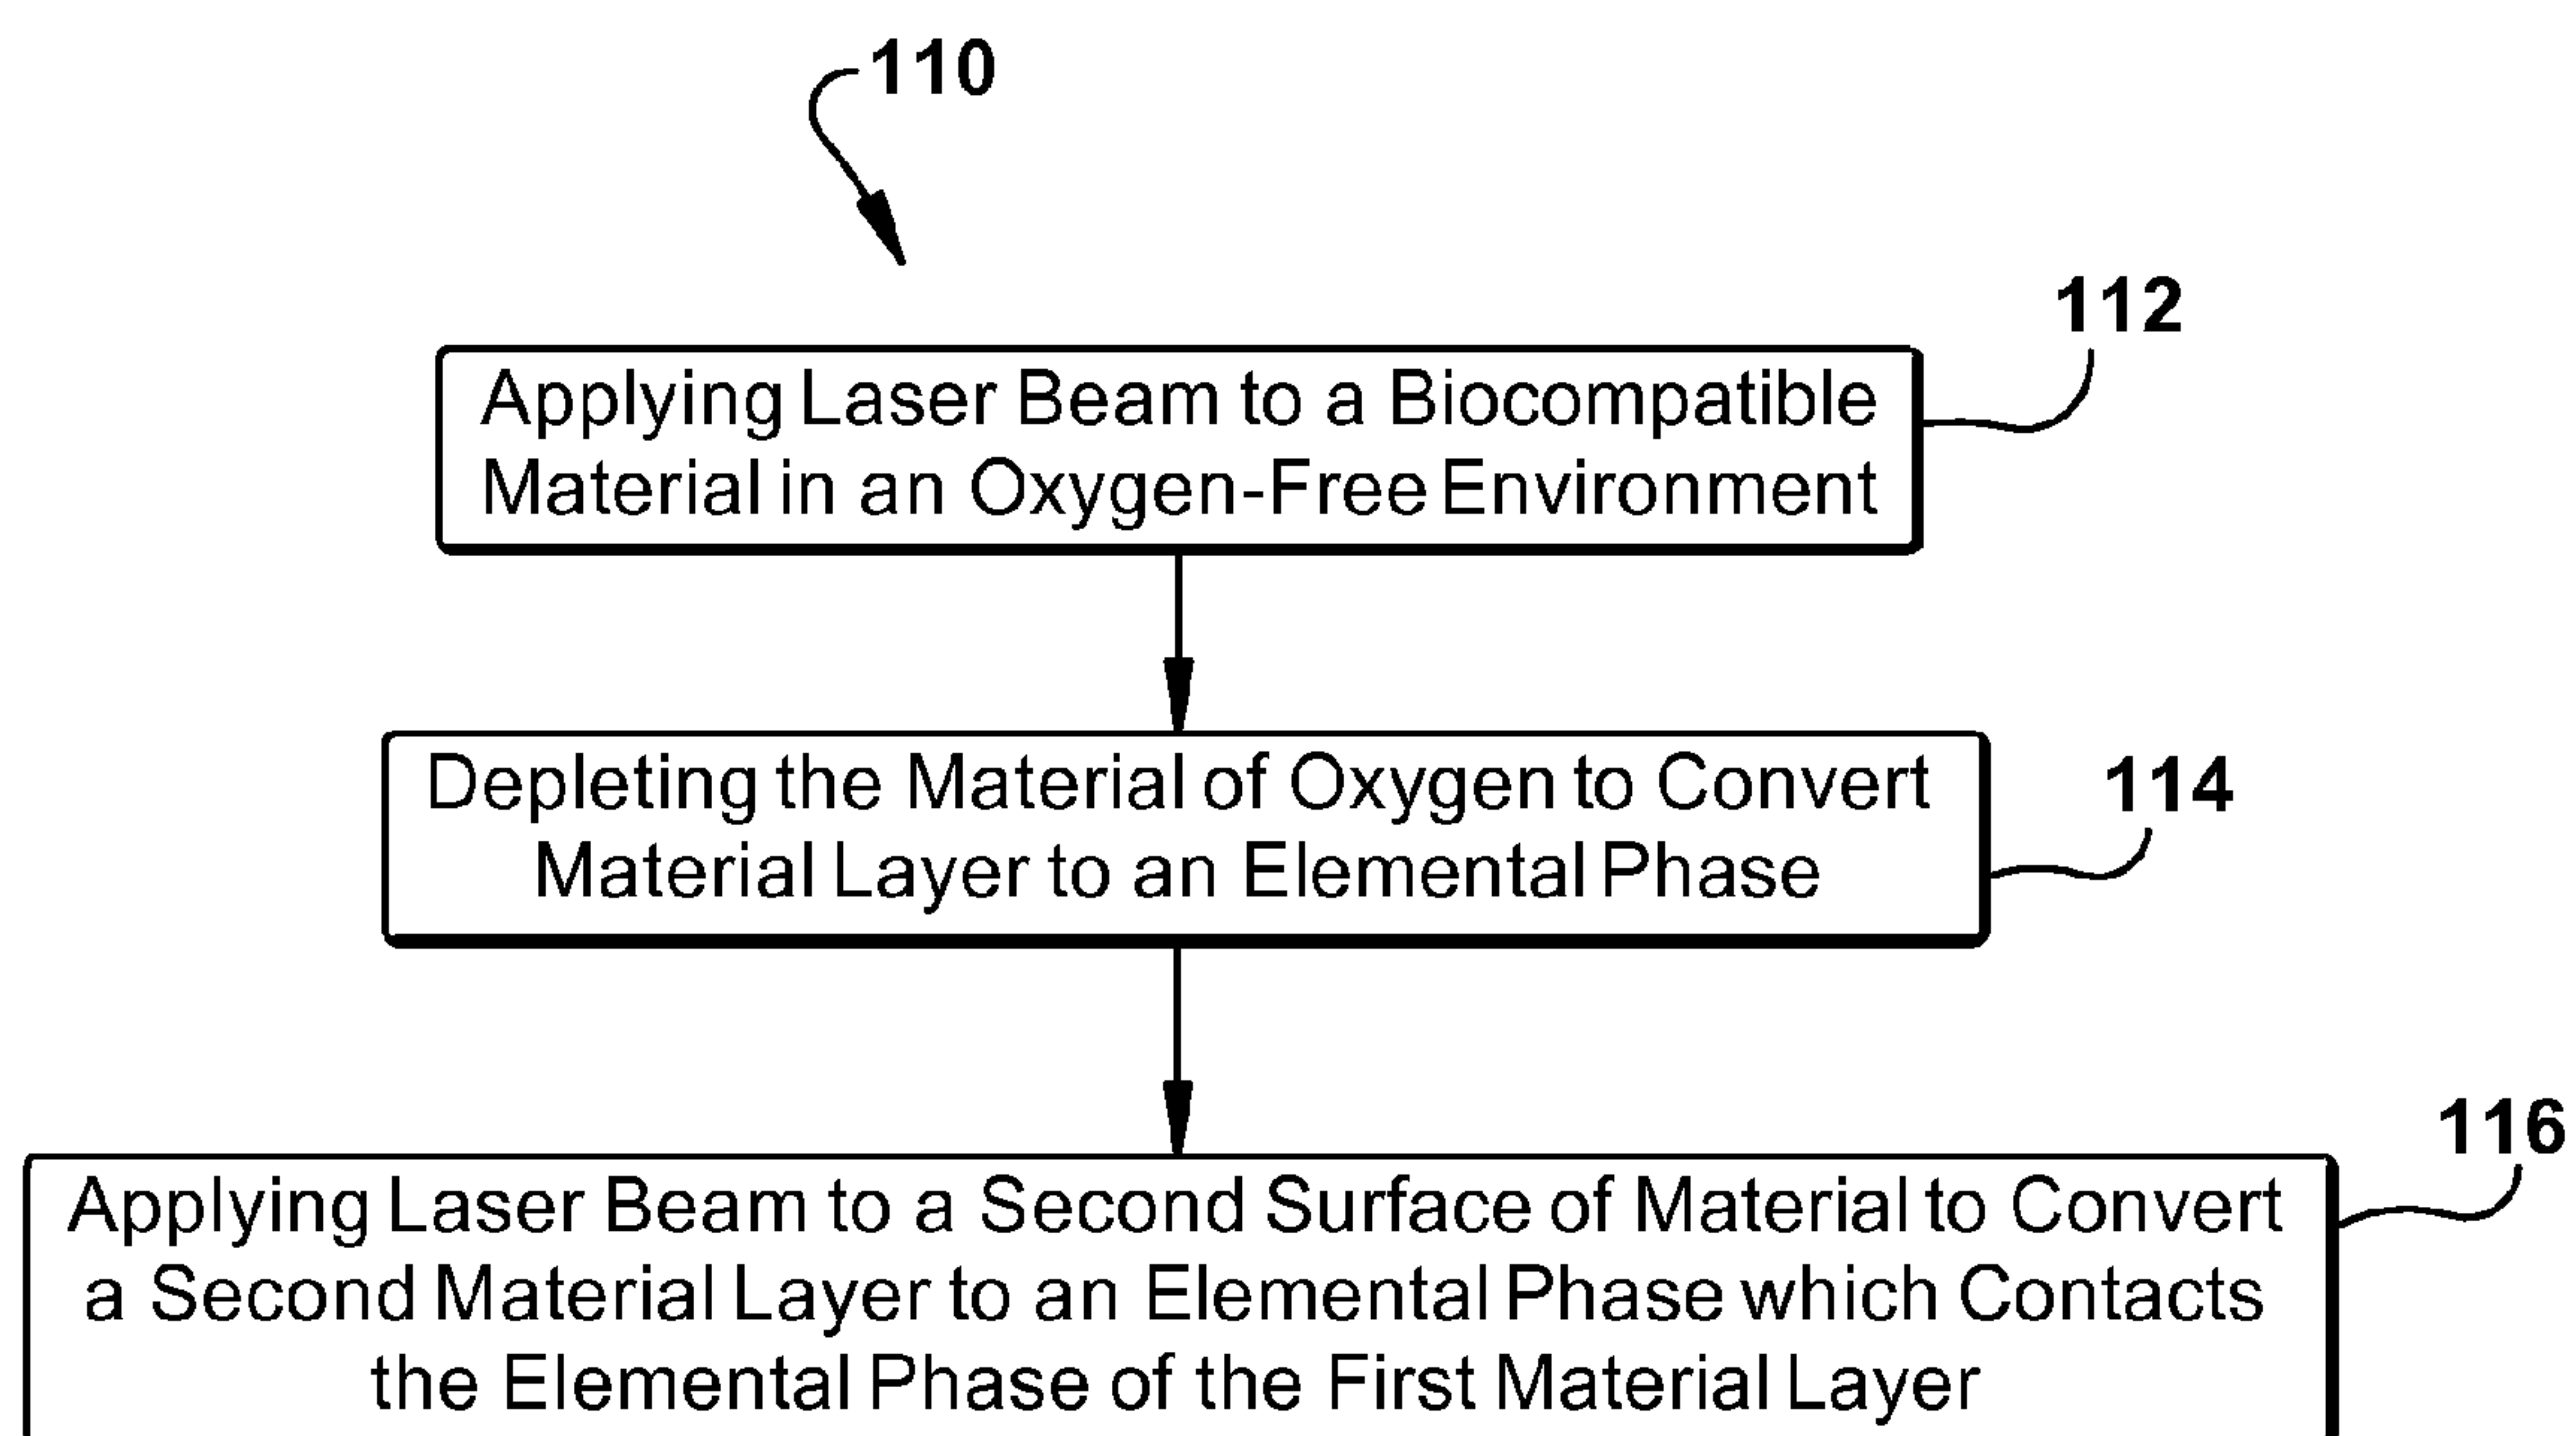 110
112
Applying Laser Beam to a Biocompatible
Material in an Oxygen-Free Environment
114
Depleting the Material of Oxygen to Convert
Material Layer to an Elemental Phase
116
Applying Laser Beam to a Second Surface of Material to Convert
a Second Material Layer to an Elemental Phase which Contacts
the Elemental Phase of the First Material Layer